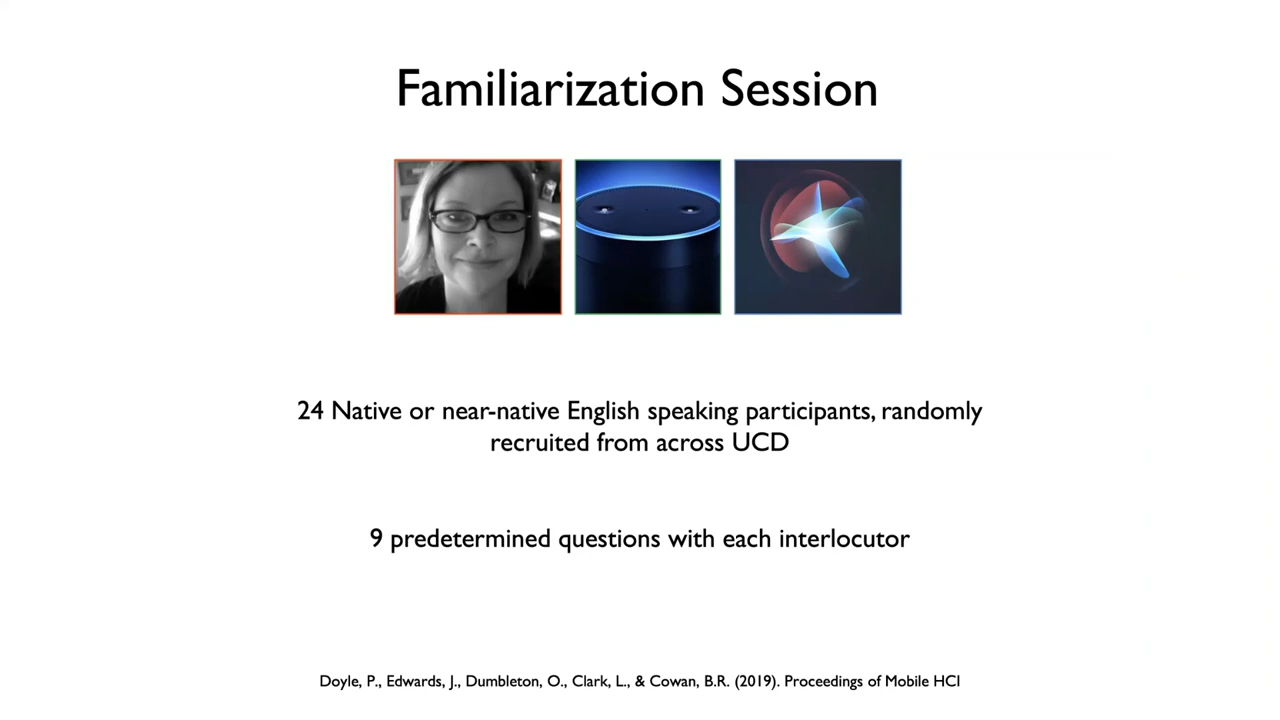 Familiarization Session
24 Native or near-native English speaking participants, randomly
recruited from across UCD
9 predetermined questions with each interlocutor
Doyle, P., Edwards, J., Dumbleton, O., Clark, L., & Cowan, B.R. (2019). Proceedings of Mobile HCI